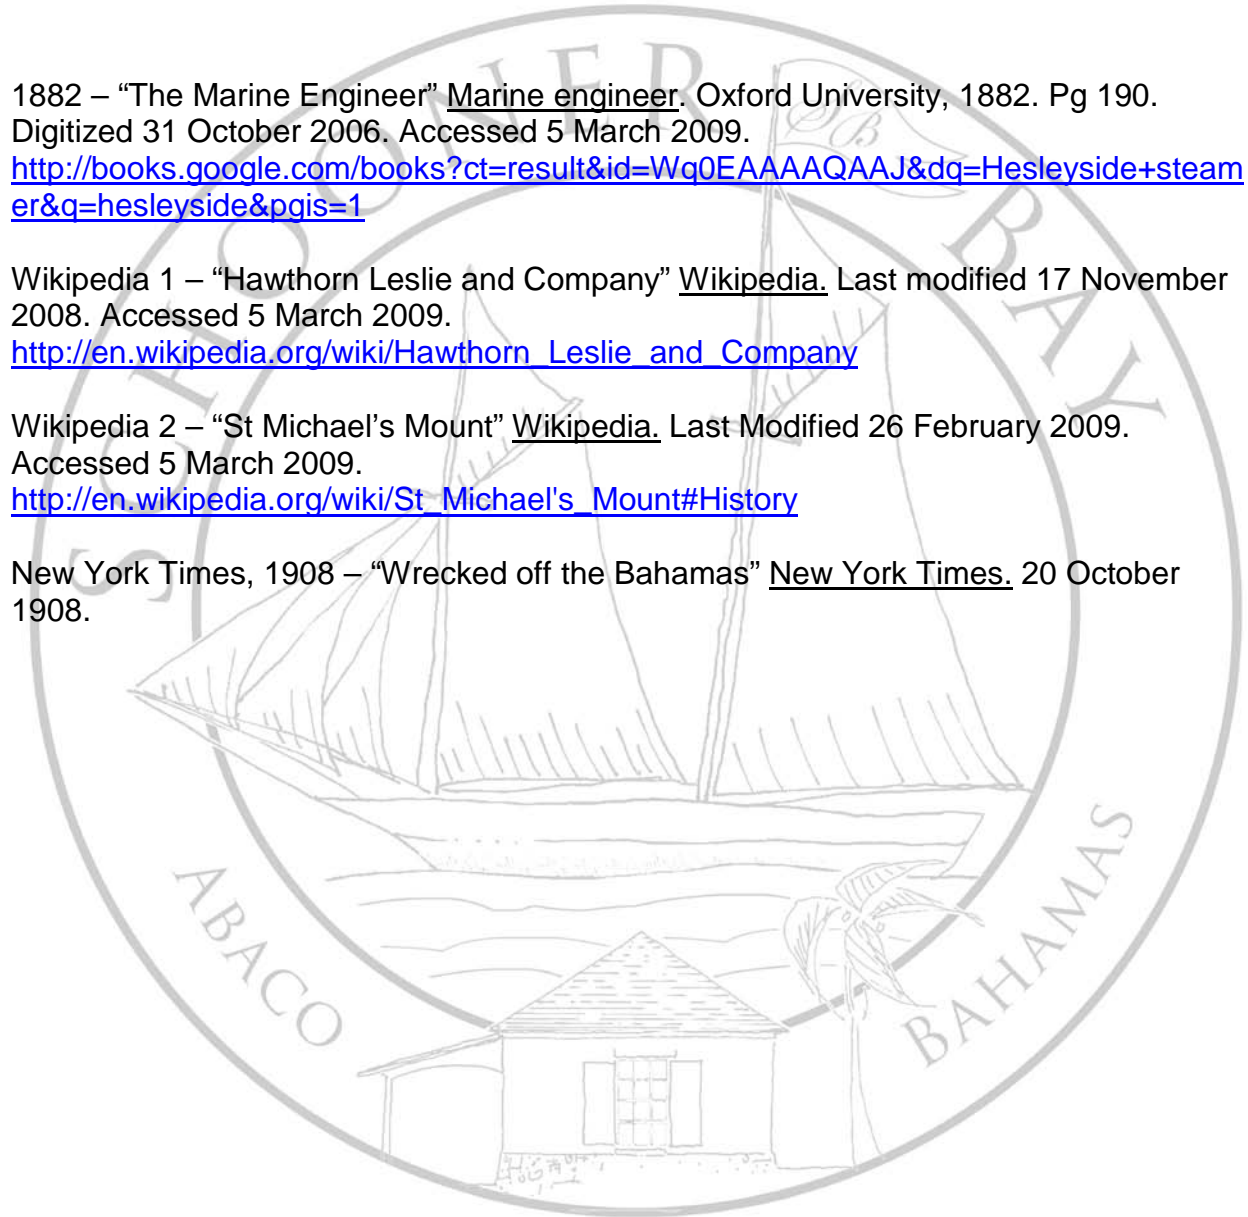 SCHOONER BAY
SB
1882 – “The Marine Engineer” Marine engineer. Oxford University, 1882. Pg 190.
Digitized 31 October 2006. Accessed 5 March 2009.
http://books.google.com/books?ct=result&id=Wq0EAAAAQAAJ&dq=Hesleyside+steam
er&q=hesleyside&pgis=1
Wikipedia 1 – “Hawthorn Leslie and Company” Wikipedia. Last modified 17 November
2008. Accessed 5 March 2009.
http://en.wikipedia.org/wiki/Hawthorn_Leslie_and_Company
Wikipedia 2 – “St Michael’s Mount” Wikipedia. Last Modified 26 February 2009.
Accessed 5 March 2009.
http://en.wikipedia.org/wiki/St_Michael's_Mount#History
New York Times, 1908 – “Wrecked off the Bahamas” New York Times. 20 October
1908.
ABACO
BAHAMAS